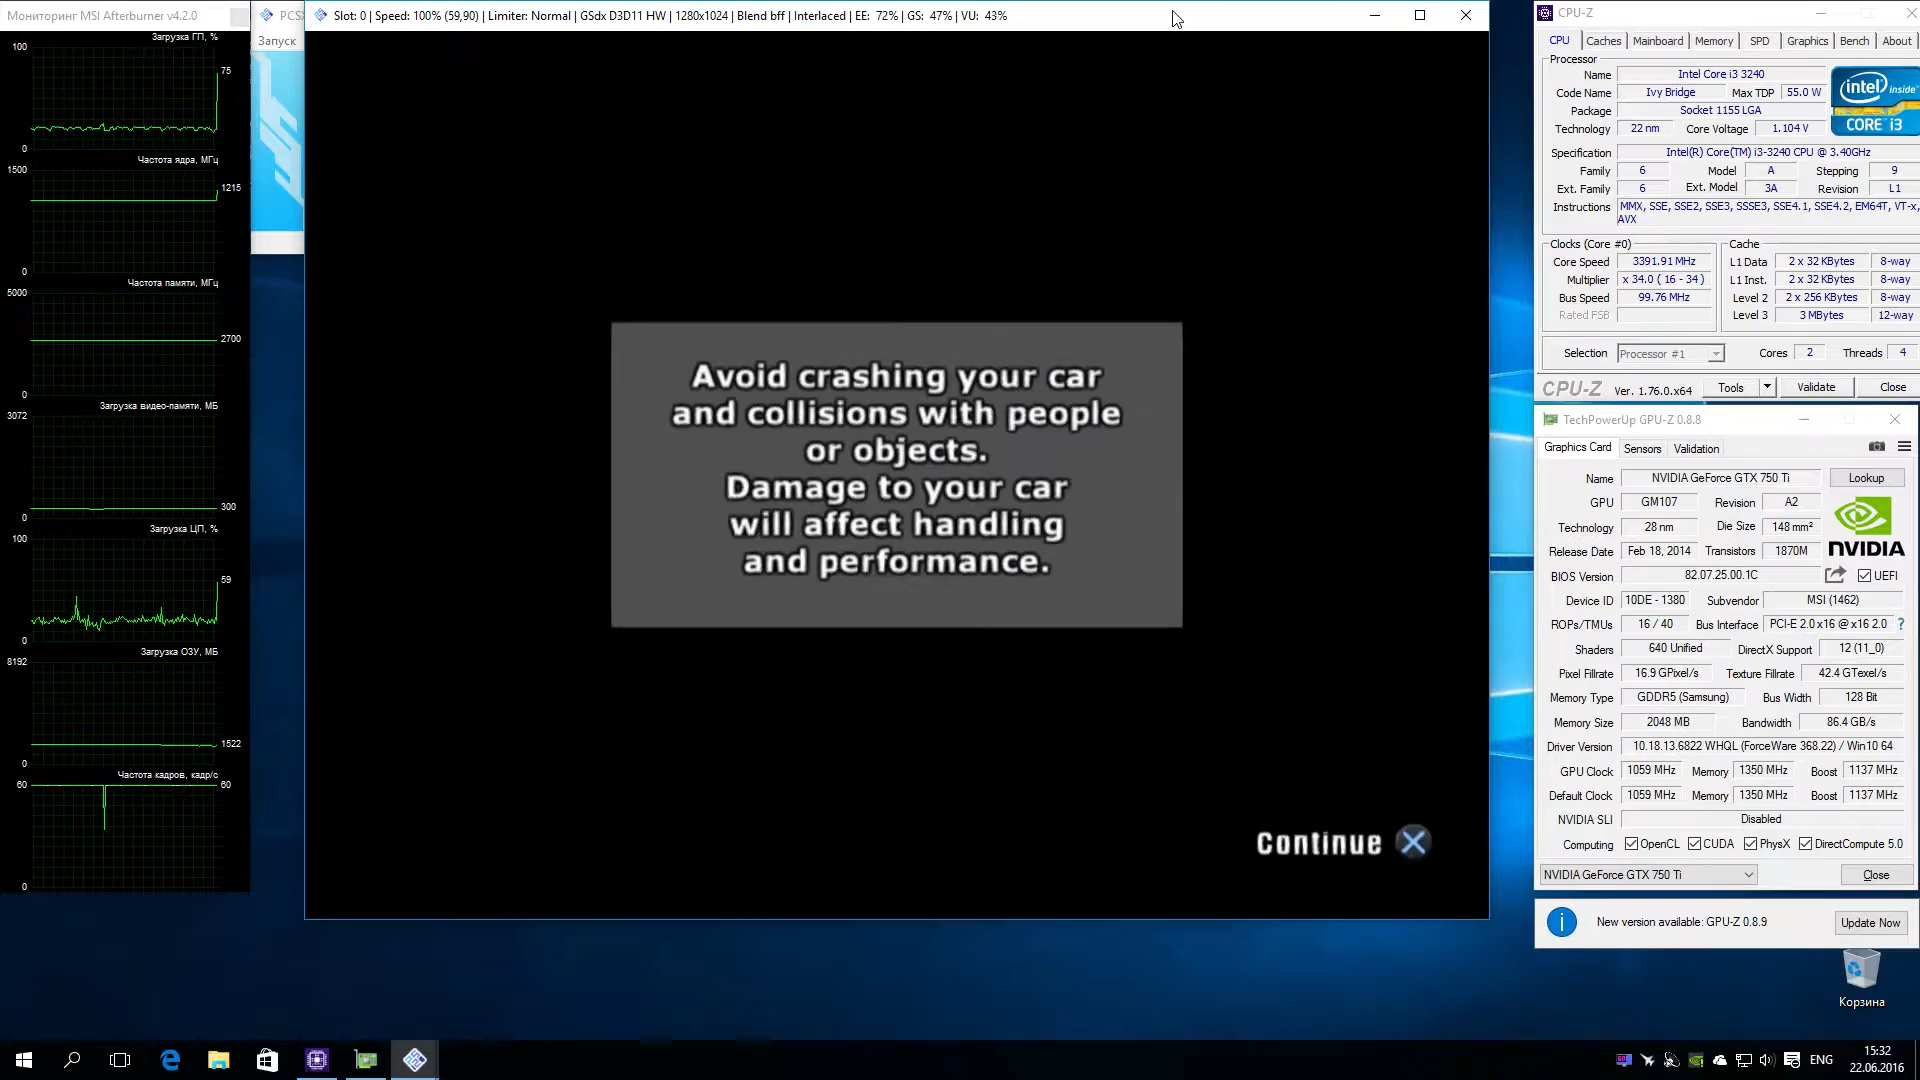 Мониторинг MSI Afterburner v4.2.0
Загрузка ГП, %
100
75
0
Частота ядра, МГц
1500
1215
0
Частота памяти, МГц
5000
2700
0
Загрузка видео-памяти, МБ
3072
300
0
Загрузка ЦП, %
100
59
0
Загрузка ОЗУ, МБ
8192
1522
0
Частота кадров, кадр/с
60
60
0
Запуск
Slot: 0 | Speed: 100% (59,90) | Limiter: Normal | GSdx D3D11 HW | 1280x1024 | Blend bff | Interlaced | EE: 72% | GS: 47% | VU: 43%
Avoid crashing your car
and collisions with people
or objects.
Damage to your car
will affect handling
and performance.
Continue
CPU-Z
CPU Caches Mainboard Memory SPD Graphics Bench About
Processor
Name Intel Core i3 3240
Code Name Ivy Bridge Max TDP 55.0 W
Package Socket 1155 LGA
Technology 22 nm Core Voltage 1.104 V
intel inside
CORE i3
Specification Intel(R) Core(TM) i3-3240 CPU @ 3.40GHz
Family 6 Model A Stepping 9
Ext. Family 6 Ext. Model 3A Revision L1
Instructions MMX, SSE, SSE2, SSE3, SSSE3, SSE4.1, SSE4.2, EM64T, VT-x,
AVX
Clocks (Core #0) Cache
Core Speed 3391.91 MHz L1 Data 2 x 32 KBytes 8-way
Multiplier x 34.0 ( 16 - 34 ) L1 Inst. 2 x 32 KBytes 8-way
Bus Speed 99.76 MHz Level 2 2 x 256 KBytes 8-way
Rated FSB Level 3 3 MBytes 12-way
Selection Processor #1 Cores 2 Threads 4
CPU-Z Ver. 1.76.0.x64 Tools Validate Close
TechPowerUp GPU-Z 0.8.8
Graphics Card Sensors Validation
Name NVIDIA GeForce GTX 750 Ti Lookup
GPU GM107 Revision A2
Technology 28 nm Die Size 148 mm²
Release Date Feb 18, 2014 Transistors 1870M
NVIDIA
BIOS Version 82.07.25.00.1C UEFI
Device ID 10DE - 1380 Subvendor MSI (1462)
ROPs/TMUs 16 / 40 Bus Interface PCI-E 2.0 x16 @ x16 2.0 ?
Shaders 640 Unified DirectX Support 12 (11_0)
Pixel Fillrate 16.9 GPixel/s Texture Fillrate 42.4 GTexel/s
Memory Type GDDR5 (Samsung) Bus Width 128 Bit
Memory Size 2048 MB Bandwidth 86.4 GB/s
Driver Version 10.18.13.6822 WHQL (ForceWare 368.22) / Win10 64
GPU Clock 1059 MHz Memory 1350 MHz Boost 1137 MHz
Default Clock 1059 MHz Memory 1350 MHz Boost 1137 MHz
NVIDIA SLI Disabled
Computing OpenCL CUDA PhysX DirectCompute 5.0
NVIDIA GeForce GTX 750 Ti Close
New version available: GPU-Z 0.8.9 Update Now
Корзина
ENG
15:32
22.06.2016